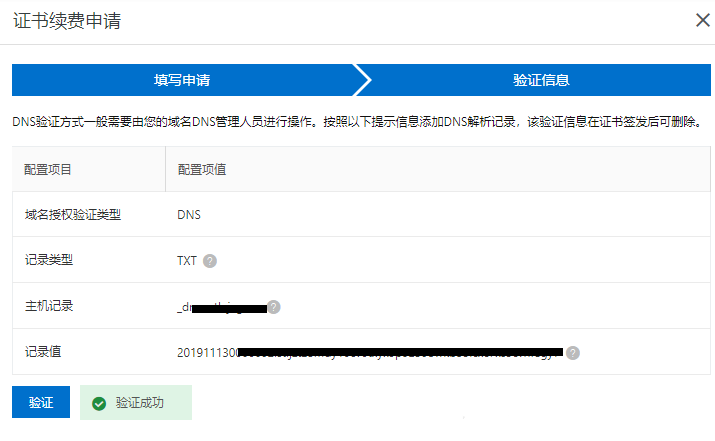 证书续费申请
填写申请
验证信息
DNS验证方式一般需要由您的域名DNS管理人员进行操作。按照以下提示信息添加DNS解析记录，该验证信息在证书签发后可删除。
配置项目 配置项值
域名授权验证类型 DNS
记录类型 TXT ?
主机记录 ?
记录值 ?
验证 验证成功